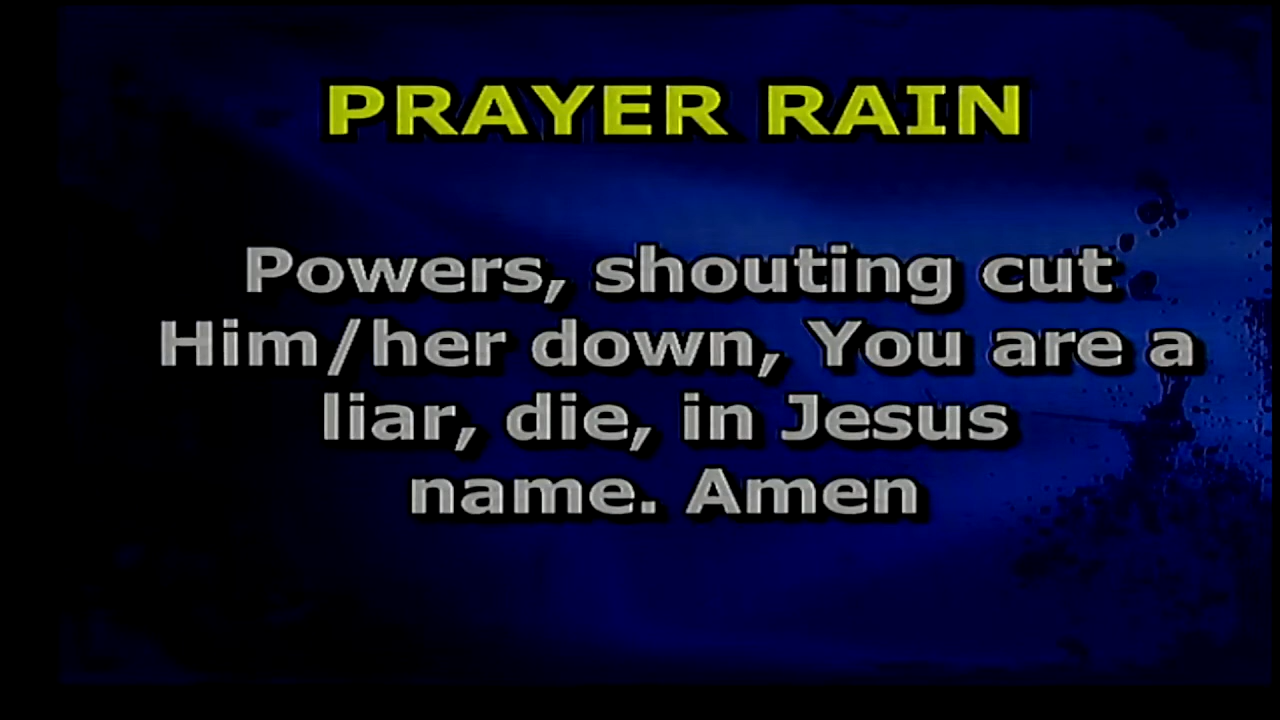 PRAYER RAIN
Powers, shouting cut
Him/her down, You are a
liar, die, in Jesus
name. Amen